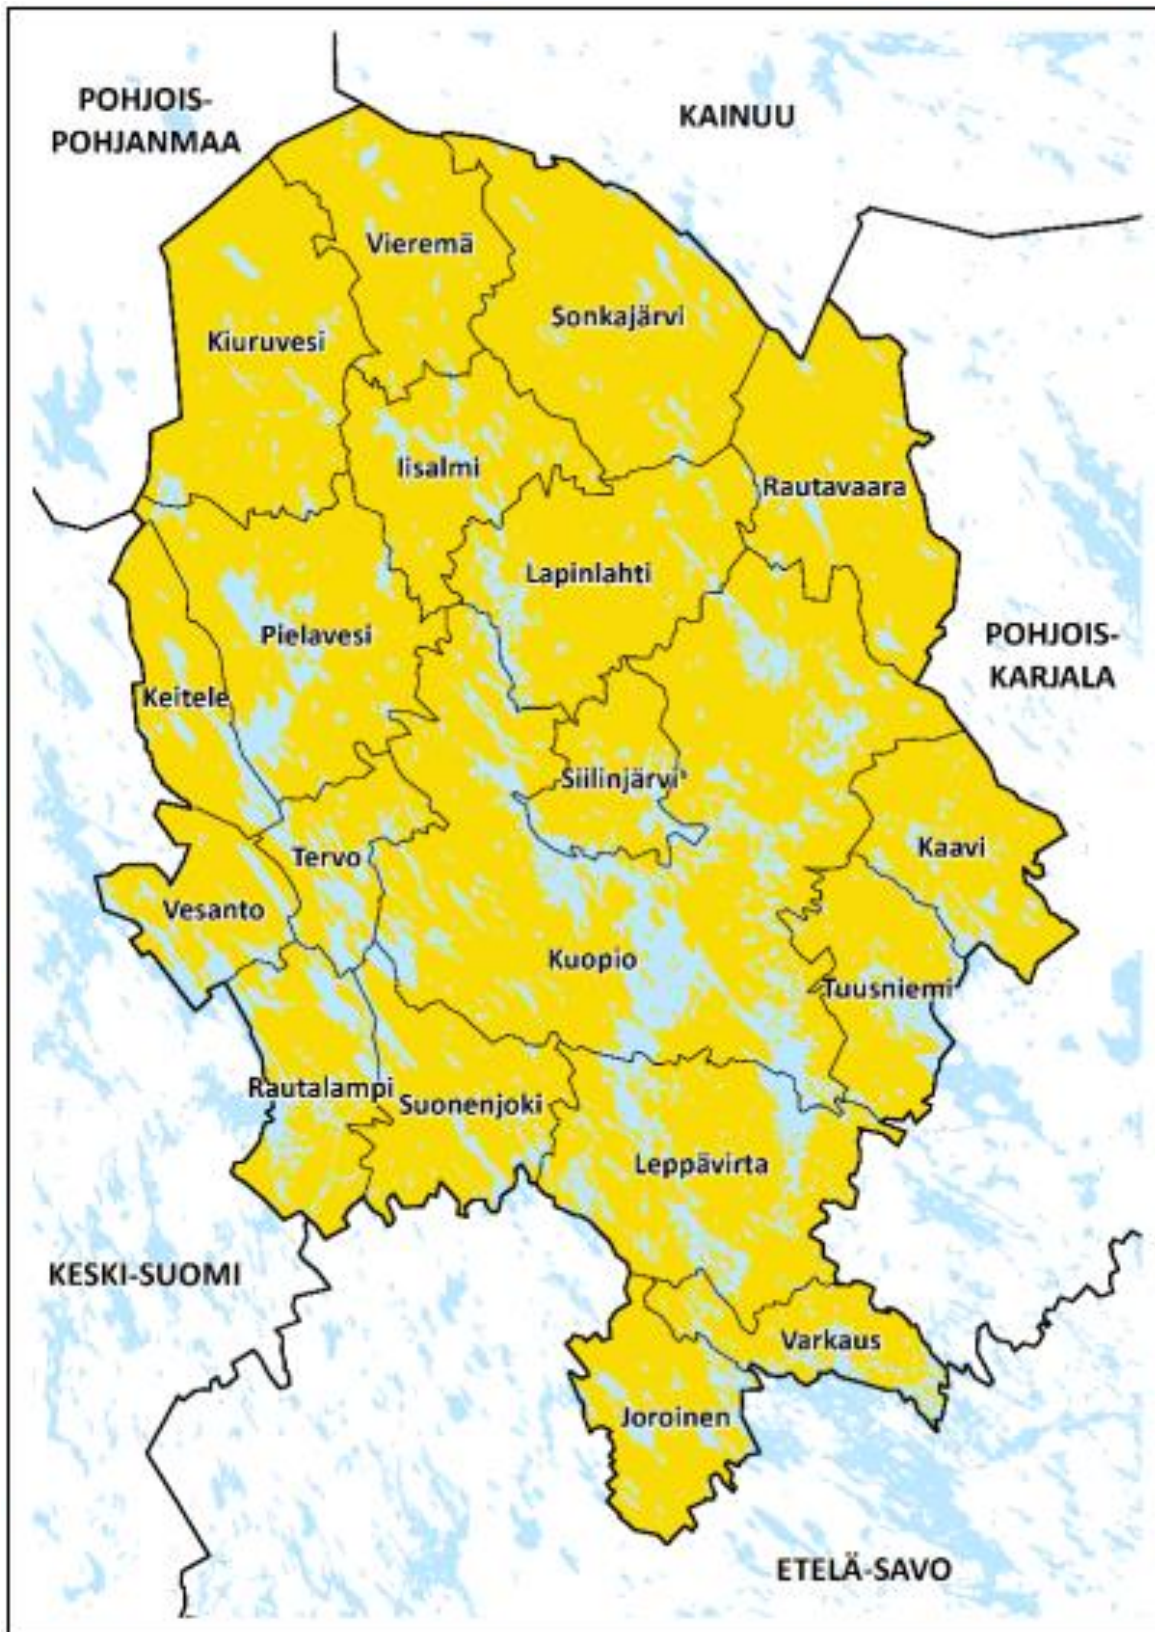 POHJOIS-
POHJANMAA
KAINUU
Vieremä
Sonkajärvi
Kiuruvesi
Iisalmi
Rautavaara
Lapinlahti
Pielavesi
POHJOIS-
KARJALA
Keitele
Siilinjärvi
Kaavi
Tervo
Vesanto
Kuopio
Tuusniemi
Rautalampi
Suonenjoki
Leppävirta
KESKI-SUOMI
Varkaus
Joroinen
ETELÄ-SAVO